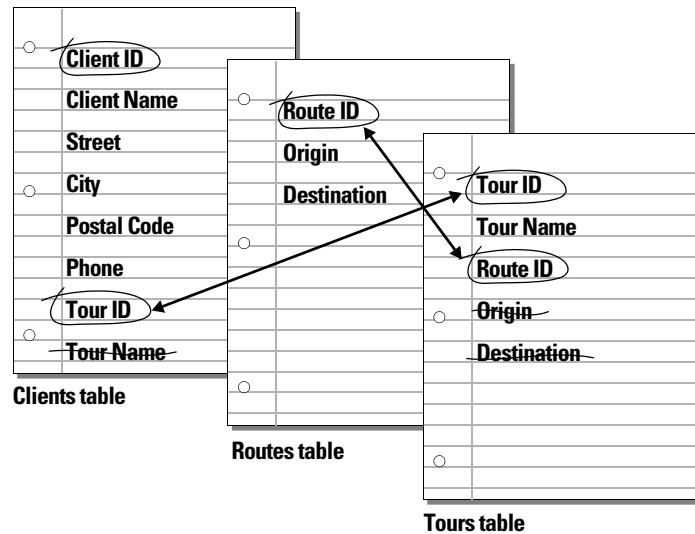 Client ID
Client Name
Street
City
Postal Code
Phone
Tour ID
Tour Name
Clients table
Route ID
Origin
Destination
Routes table
Tour ID
Tour Name
Route ID
Origin
Destination
Tours table